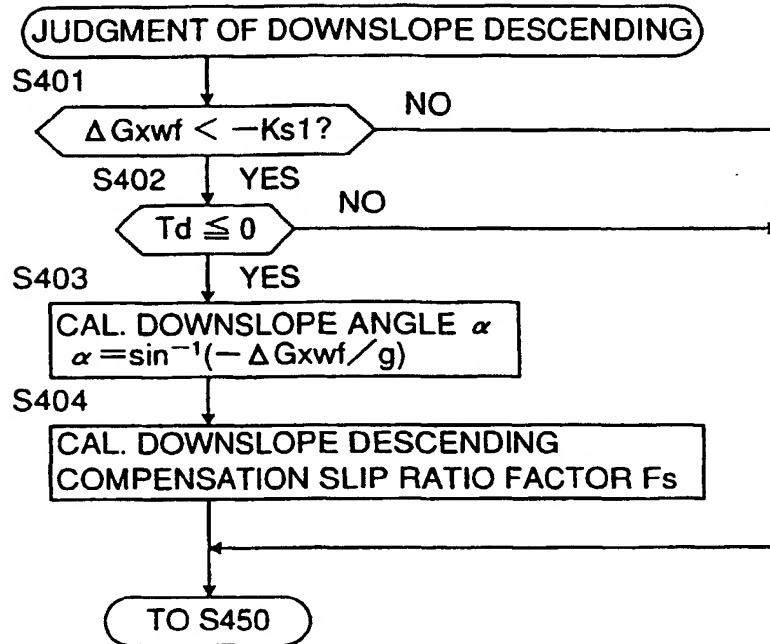 JUDGMENT OF DOWNSLOPE DESCENDING
S401
NO
ΔGxwf < −Ks1?
S402
YES
NO
Td ≦ 0
S403
YES
CAL. DOWNSLOPE ANGLE α
α=sin⁻¹(−ΔGxwf/g)
S404
CAL. DOWNSLOPE DESCENDING
COMPENSATION SLIP RATIO FACTOR Fs
TO S450